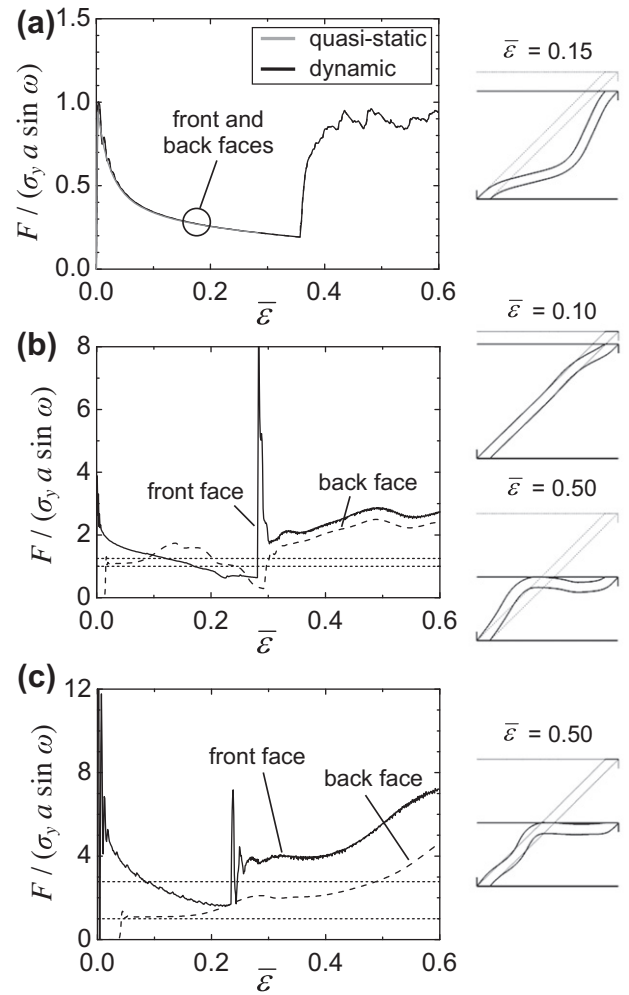 (a)
1.5
1.0
0.5
0.0
F / (σy a sin ω)
quasi-static
dynamic
front and
back faces
0.0
0.2
0.4
0.6
ε̅
ε̅ = 0.15
(b)
8
6
4
2
0
F / (σy a sin ω)
front face
back face
0.0
0.2
0.4
0.6
ε̅
ε̅ = 0.10
ε̅ = 0.50
(c)
12
8
4
0
F / (σy a sin ω)
front face
back face
0.0
0.2
0.4
0.6
ε̅
ε̅ = 0.50